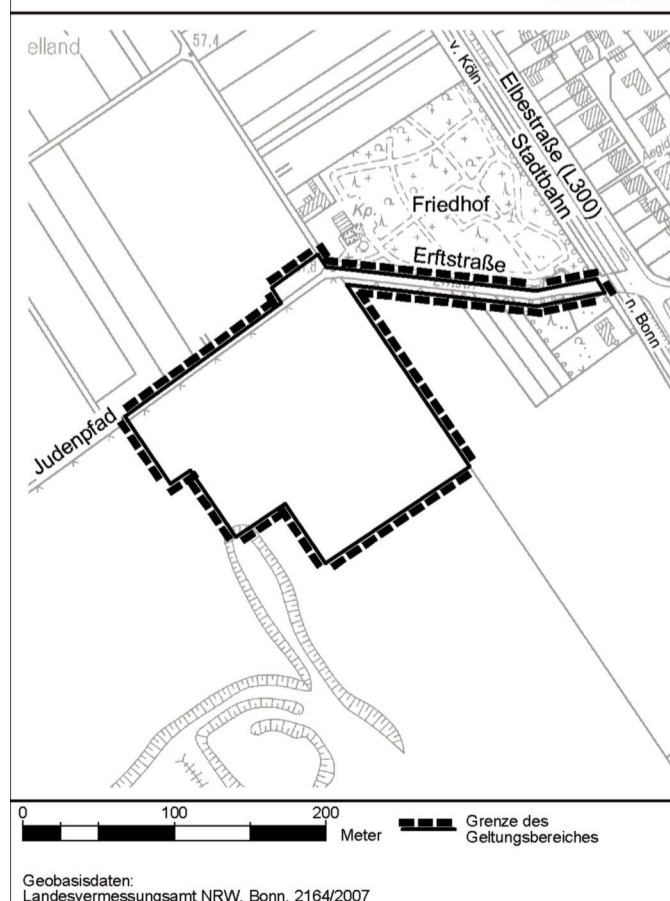 elland
57,4
v. Köln
Elbestraße (L300)
Stadtbahn
Friedhof
Kp.
Erftstraße
n. Bonn
Judenpfad
0 100 200
Meter
Grenze des
Geltungsbereiches
Geobasisdaten:
Landesvermessungsamt NRW, Bonn, 2164/2007